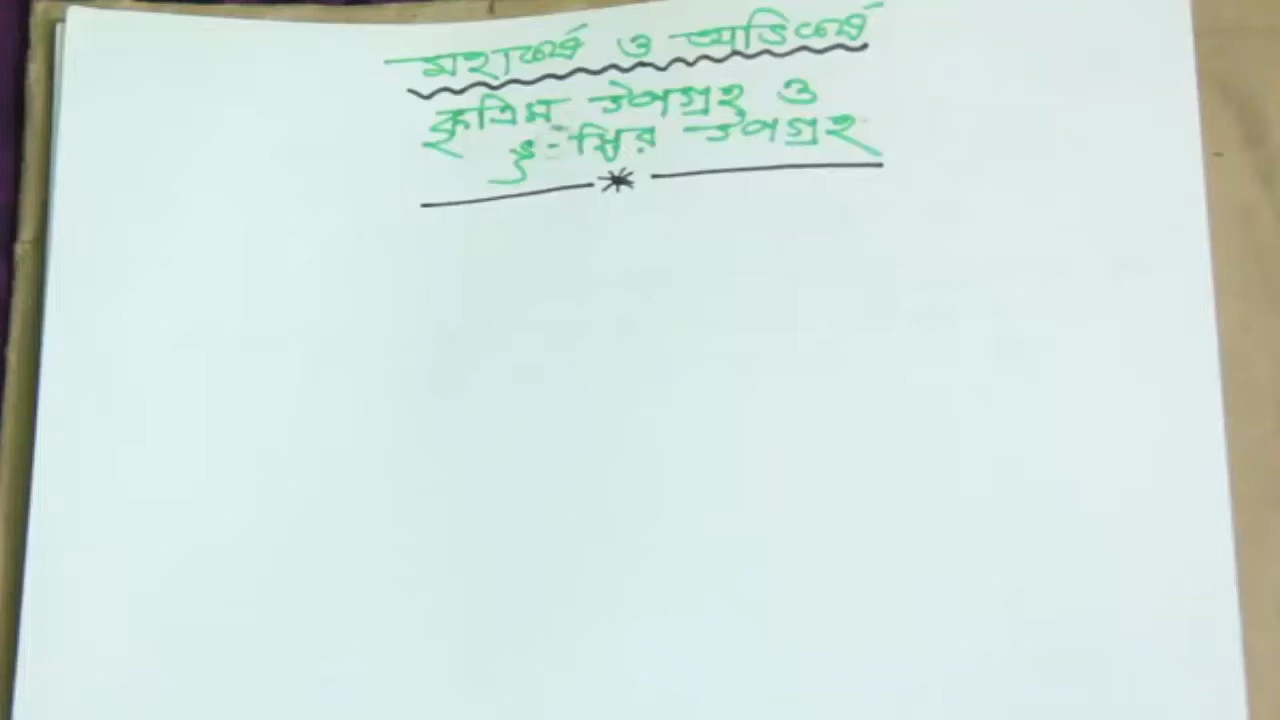 মহাকর্ষ ও অভিকর্ষ
কৃত্রিম উপগ্রহ ও
ভূ-স্থির উপগ্রহ